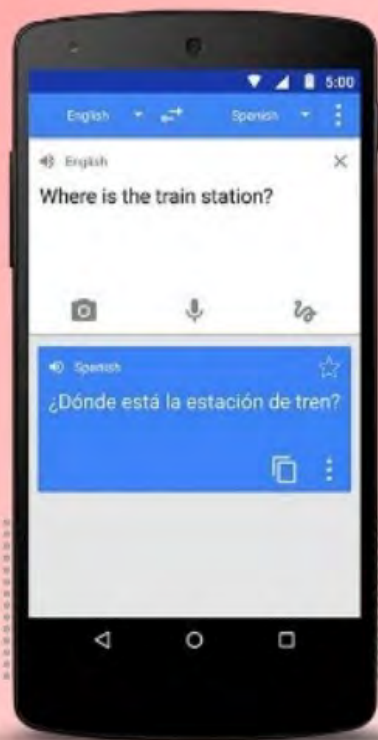 5:00
English Spanish
English
Where is the train station?
Spanish
¿Dónde está la estación de tren?